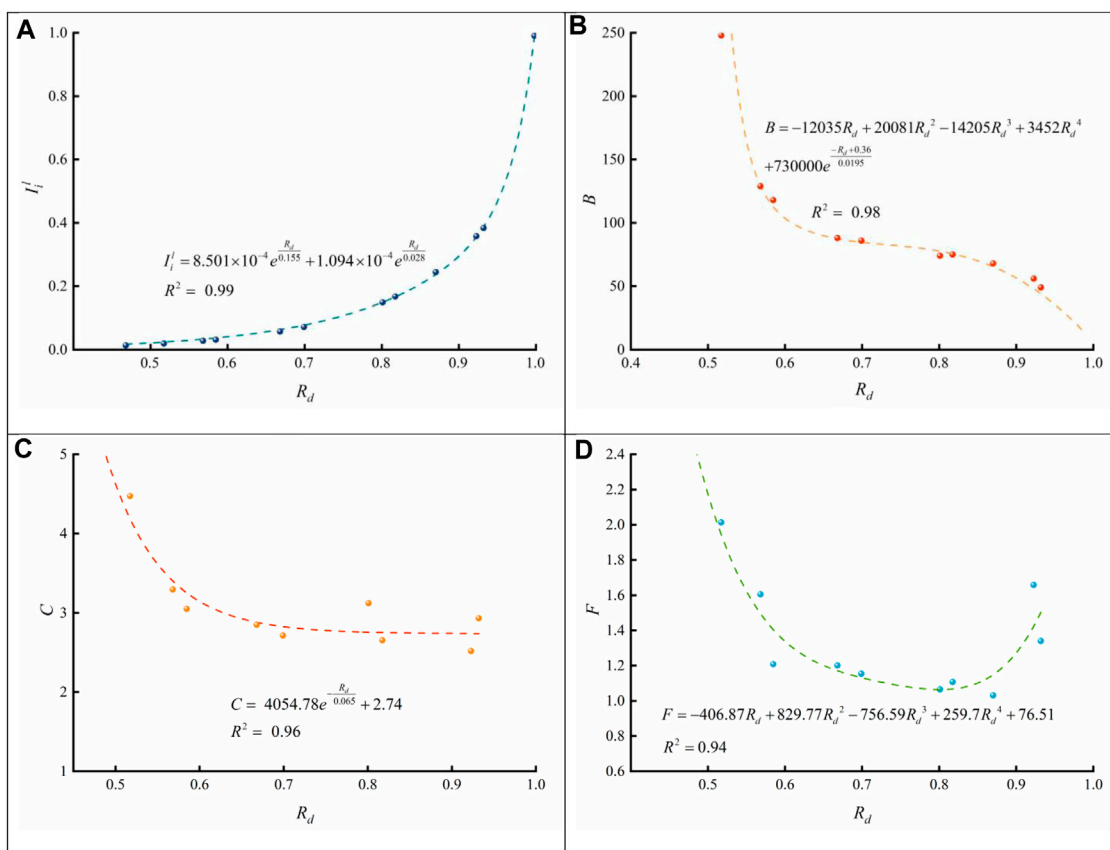 A
1.0
0.8
0.6
0.4
0.2
0.0
I_i^l
I_i^l = 8.501×10^{-4} e^{\frac{R_d}{0.155}} + 1.094×10^{-4} e^{\frac{R_d}{0.028}}
R^2 = 0.99
0.5 0.6 0.7 0.8 0.9 1.0
R_d
B
250
200
150
100
50
0
B
B = −12035R_d + 20081R_d^2 − 14205R_d^3 + 3452R_d^4
+730000e^{\frac{-R_d+0.36}{0.0195}}
R^2 = 0.98
0.4 0.5 0.6 0.7 0.8 0.9 1.0
R_d
C
5
4
3
2
1
C
C = 4054.78e^{-\frac{R_d}{0.065}} + 2.74
R^2 = 0.96
0.5 0.6 0.7 0.8 0.9 1.0
R_d
D
2.4
2.2
2.0
1.8
1.6
1.4
1.2
1.0
0.8
0.6
F
F = −406.87R_d + 829.77R_d^2 − 756.59R_d^3 + 259.7R_d^4 + 76.51
R^2 = 0.94
0.5 0.6 0.7 0.8 0.9 1.0
R_d